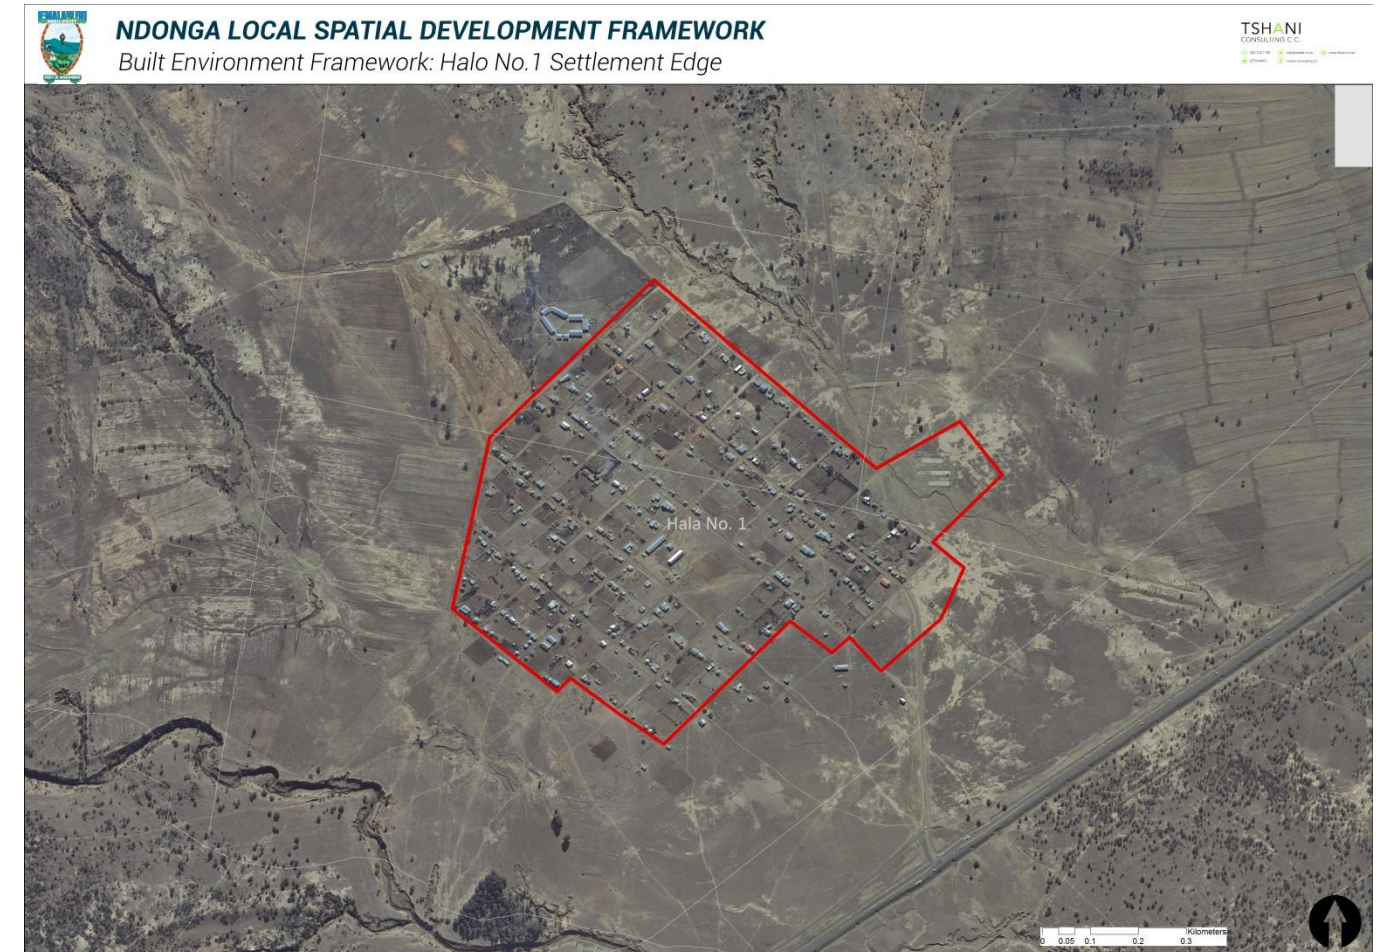 NDONGA LOCAL SPATIAL DEVELOPMENT FRAMEWORK
Built Environment Framework: Halo No.1 Settlement Edge
TSHANI
CONSULTING C.C.
Hala No. 1
Kilometers
0 0.05 0.1 0.2 0.3